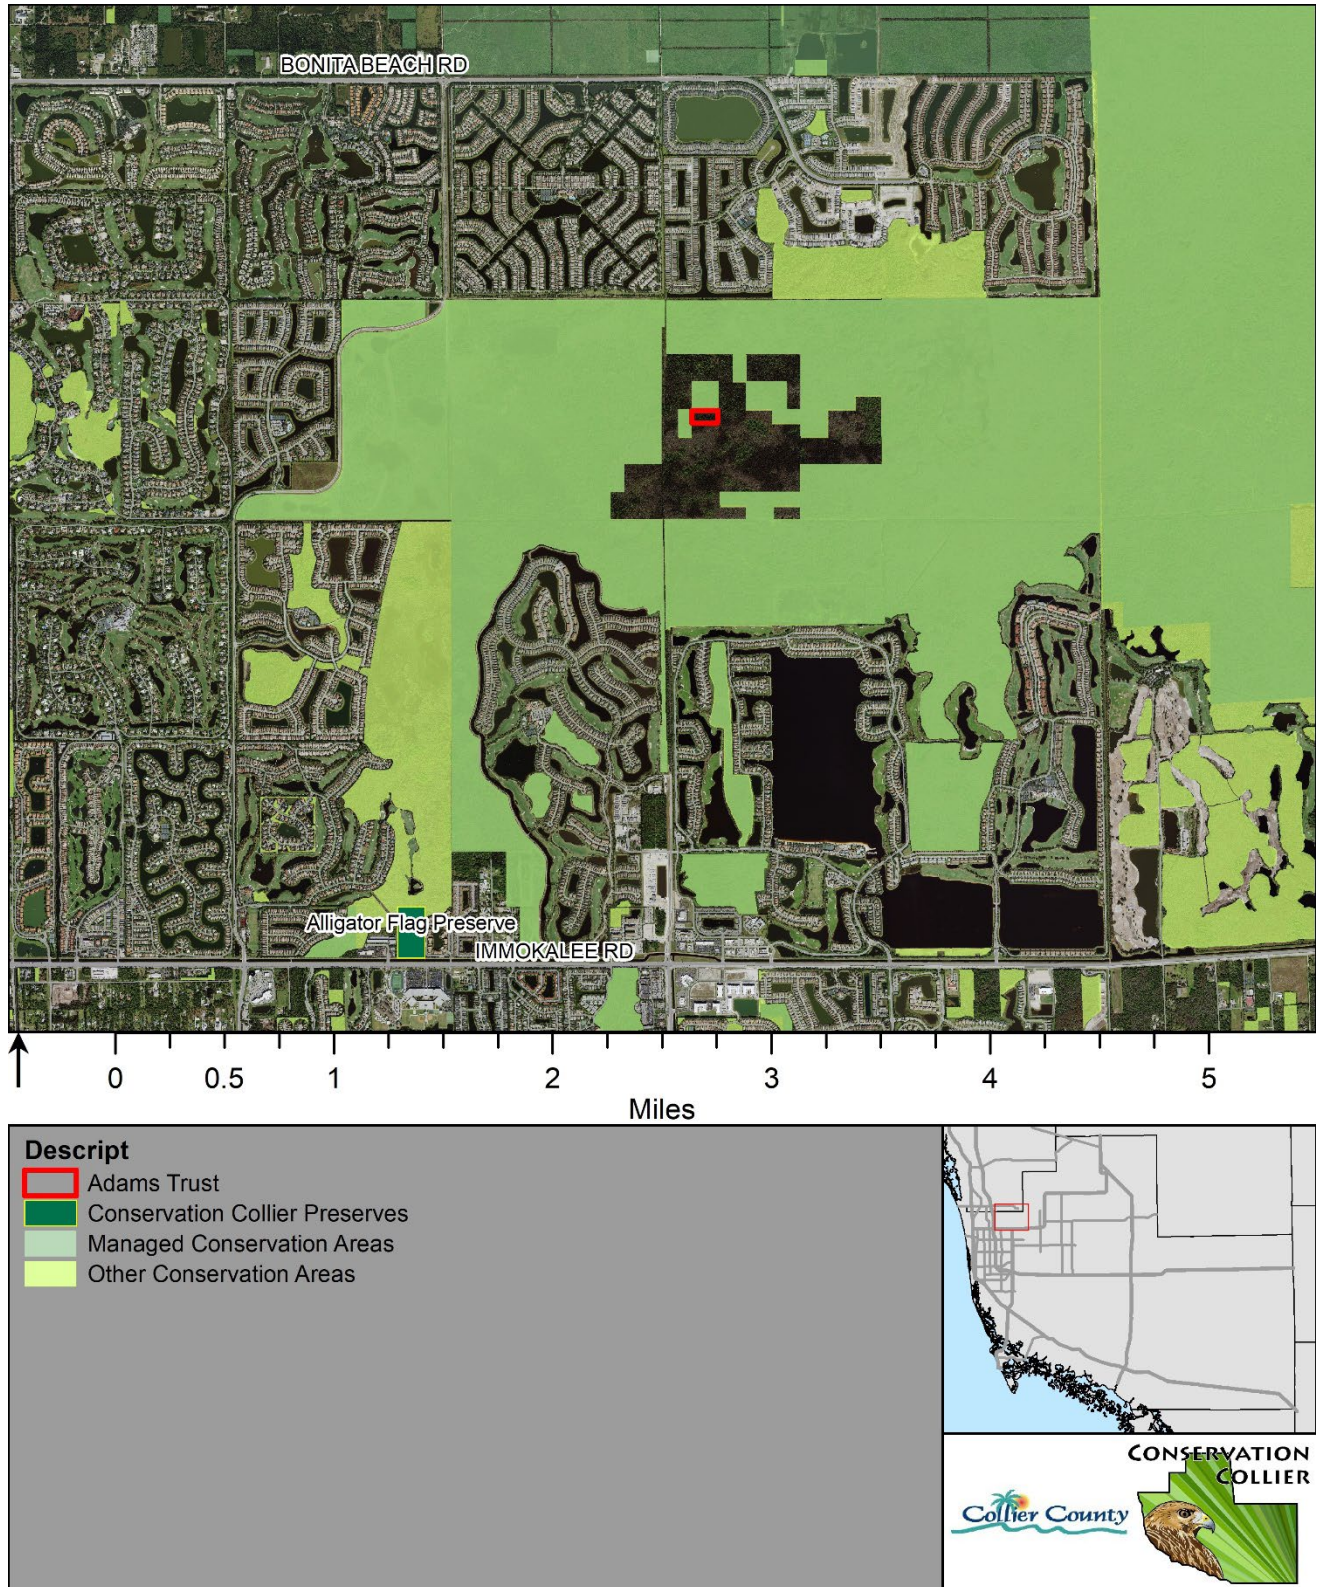 BONITA BEACH RD
Alligator Flag Preserve
IMMOKALEE RD
0 0.5 1 2 3 4 5
Miles
Descript
Adams Trust
Conservation Collier Preserves
Managed Conservation Areas
Other Conservation Areas
CONSERVATION
COLLIER
Collier County